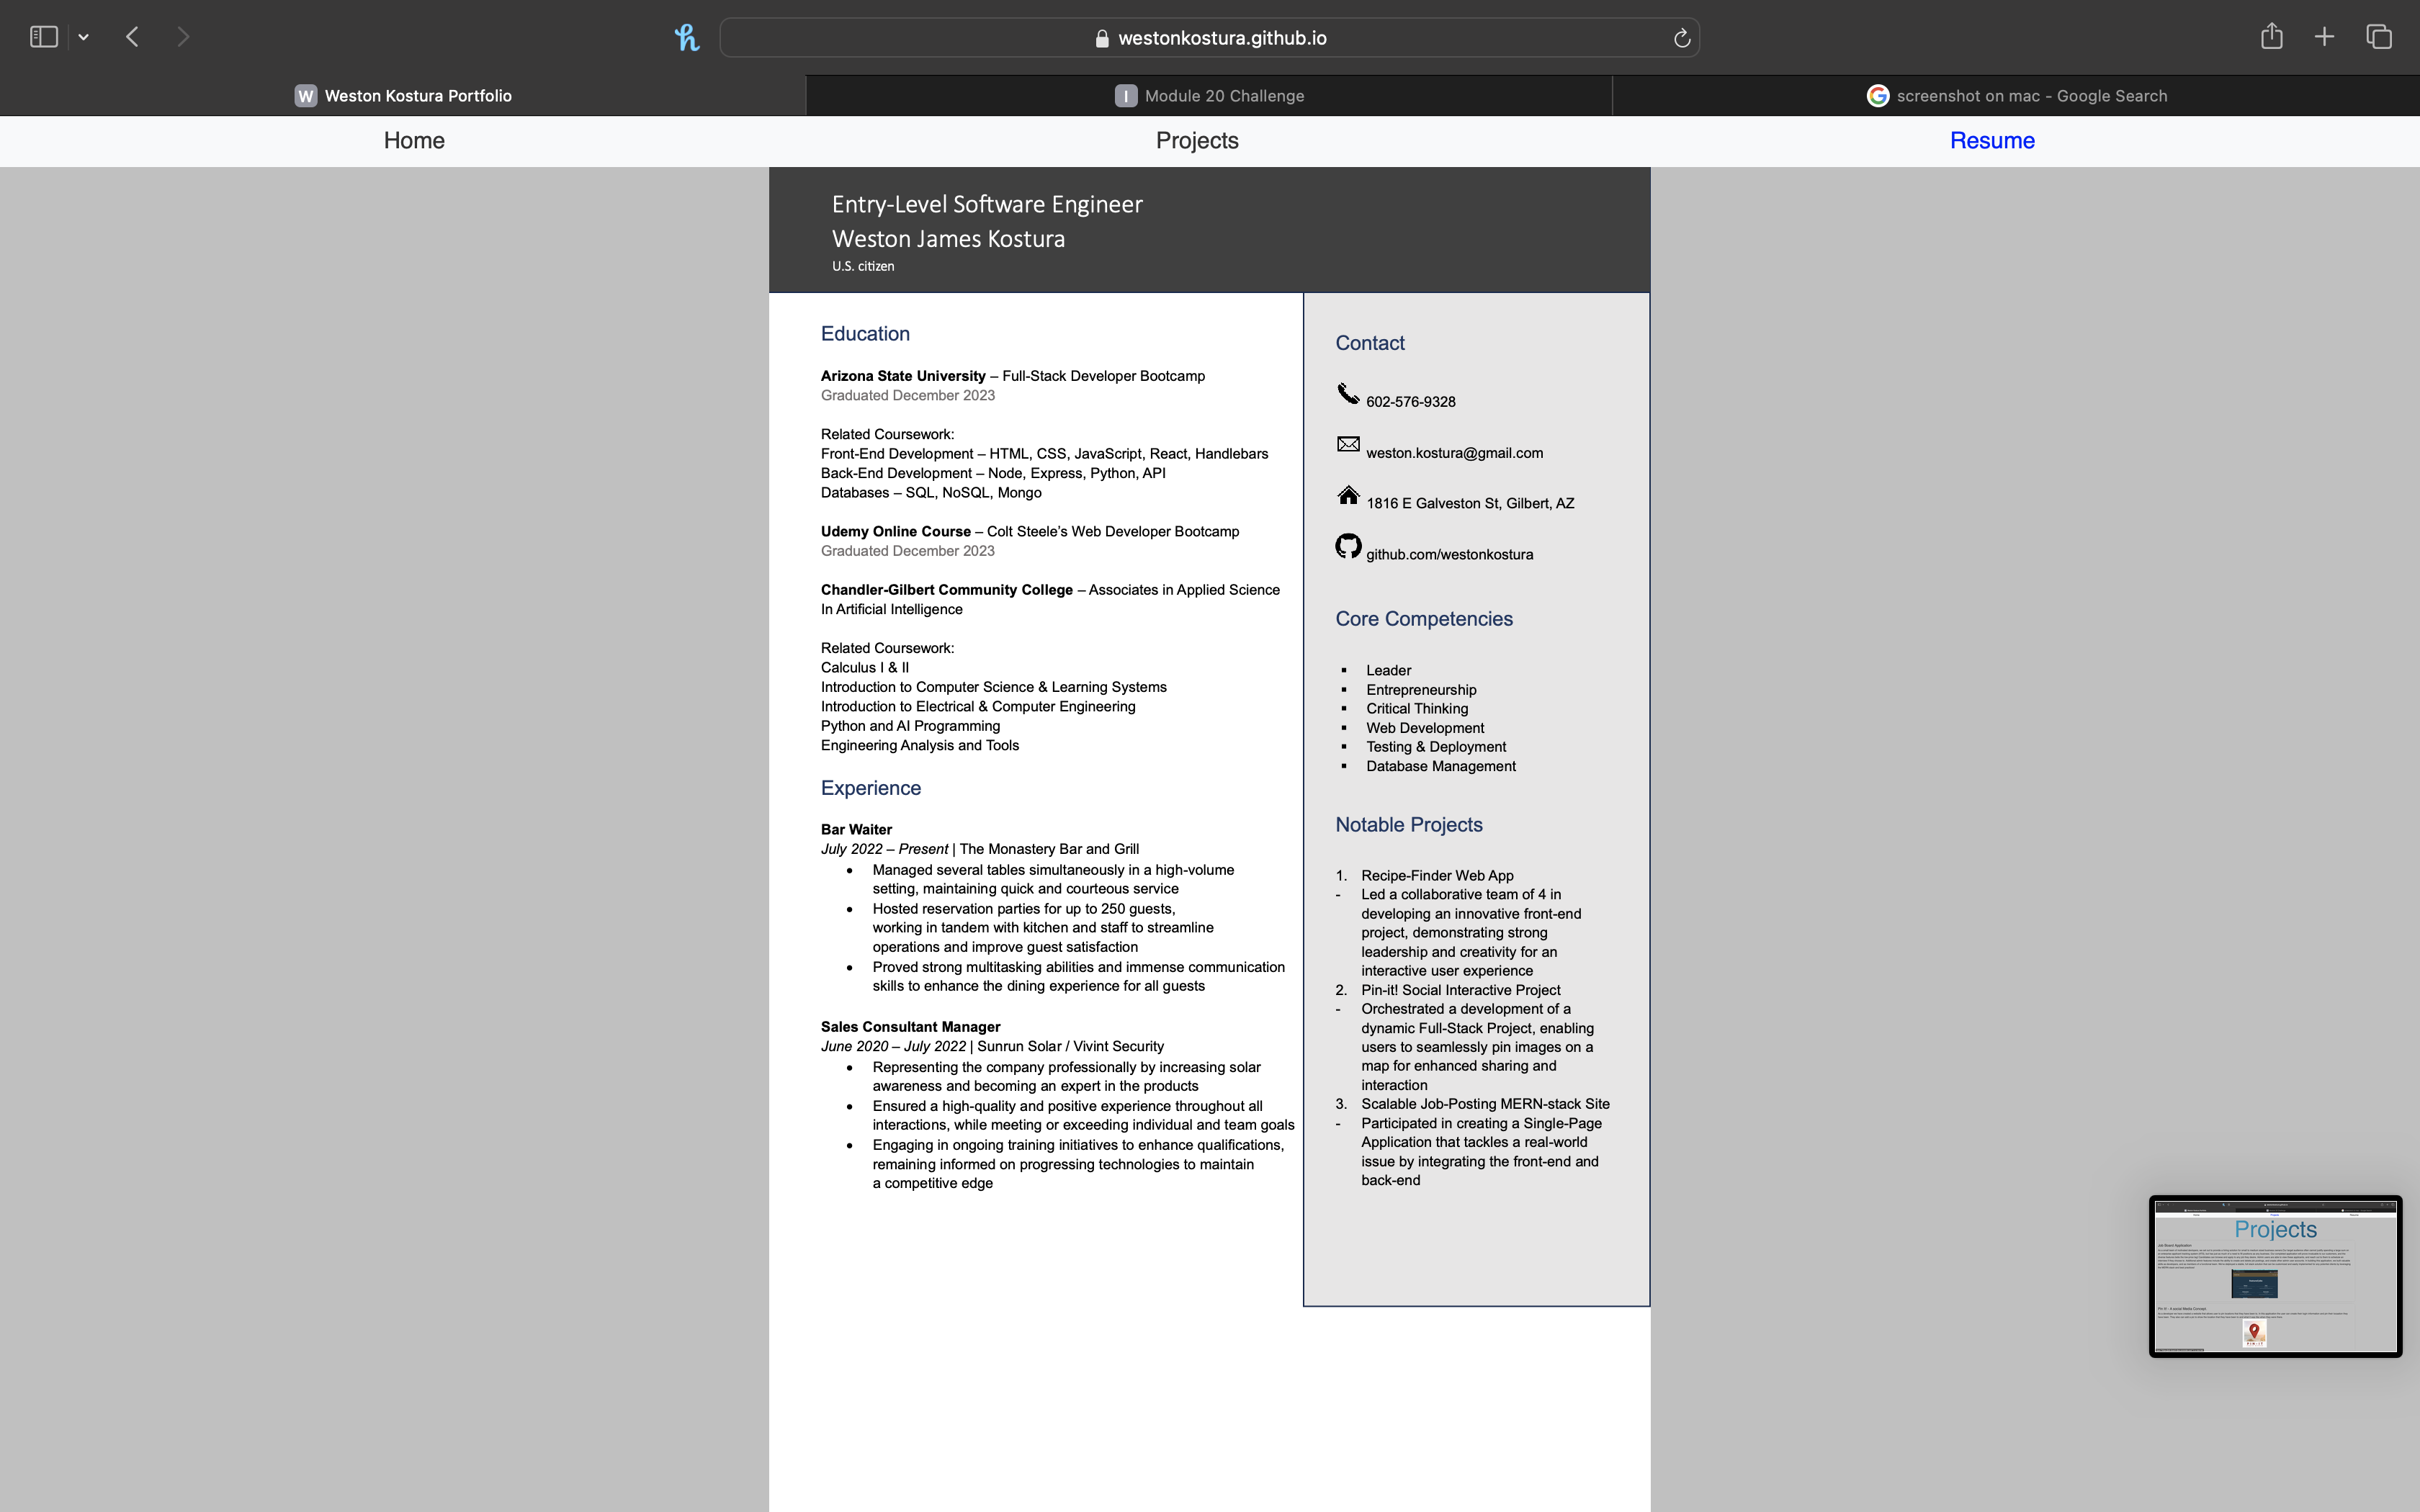 westonkostura.github.io
W Weston Kostura Portfolio
I Module 20 Challenge
G screenshot on mac - Google Search
Home
Projects
Resume
Entry-Level Software Engineer
Weston James Kostura
U.S. citizen
Education
Arizona State University – Full-Stack Developer Bootcamp
Graduated December 2023
Related Coursework:
Front-End Development – HTML, CSS, JavaScript, React, Handlebars
Back-End Development – Node, Express, Python, API
Databases – SQL, NoSQL, Mongo
Udemy Online Course – Colt Steele’s Web Developer Bootcamp
Graduated December 2023
Chandler-Gilbert Community College – Associates in Applied Science
In Artificial Intelligence
Related Coursework:
Calculus I & II
Introduction to Computer Science & Learning Systems
Introduction to Electrical & Computer Engineering
Python and AI Programming
Engineering Analysis and Tools
Experience
Bar Waiter
July 2022 – Present | The Monastery Bar and Grill
• Managed several tables simultaneously in a high-volume
setting, maintaining quick and courteous service
• Hosted reservation parties for up to 250 guests,
working in tandem with kitchen and staff to streamline
operations and improve guest satisfaction
• Proved strong multitasking abilities and immense communication
skills to enhance the dining experience for all guests
Sales Consultant Manager
June 2020 – July 2022 | Sunrun Solar / Vivint Security
• Representing the company professionally by increasing solar
awareness and becoming an expert in the products
• Ensured a high-quality and positive experience throughout all
interactions, while meeting or exceeding individual and team goals
• Engaging in ongoing training initiatives to enhance qualifications,
remaining informed on progressing technologies to maintain
a competitive edge
Contact
602-576-9328
weston.kostura@gmail.com
1816 E Galveston St, Gilbert, AZ
github.com/westonkostura
Core Competencies
▪ Leader
▪ Entrepreneurship
▪ Critical Thinking
▪ Web Development
▪ Testing & Deployment
▪ Database Management
Notable Projects
1. Recipe-Finder Web App
- Led a collaborative team of 4 in
developing an innovative front-end
project, demonstrating strong
leadership and creativity for an
interactive user experience
2. Pin-it! Social Interactive Project
- Orchestrated a development of a
dynamic Full-Stack Project, enabling
users to seamlessly pin images on a
map for enhanced sharing and
interaction
3. Scalable Job-Posting MERN-stack Site
- Participated in creating a Single-Page
Application that tackles a real-world
issue by integrating the front-end and
back-end
Projects